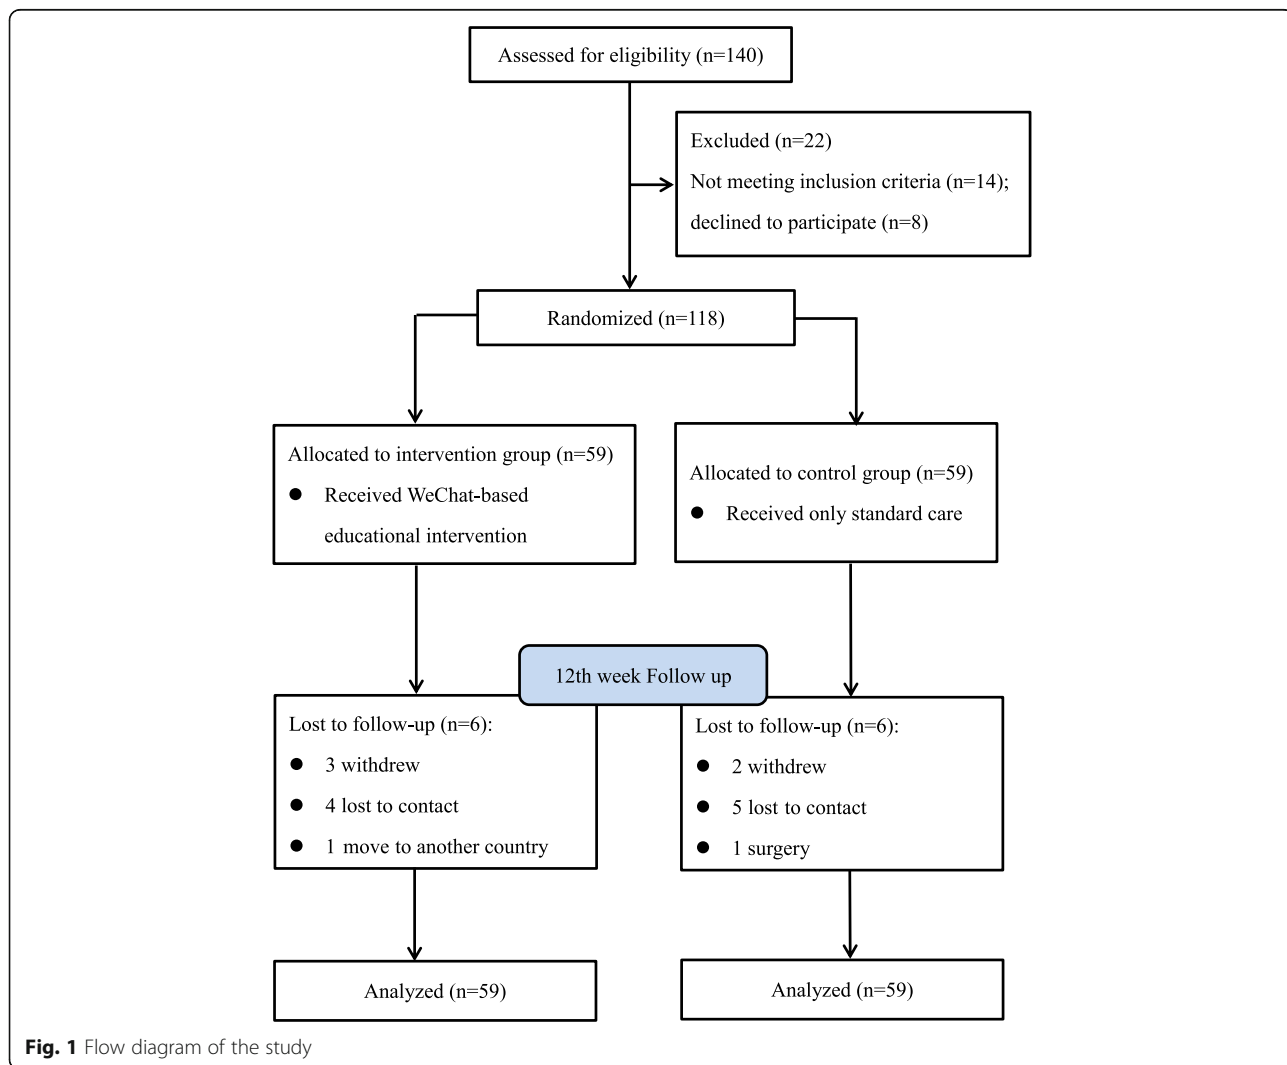 Assessed for eligibility (n=140)
Excluded (n=22)
Not meeting inclusion criteria (n=14);
declined to participate (n=8)
Randomized (n=118)
Allocated to intervention group (n=59)
● Received WeChat-based
educational intervention
Allocated to control group (n=59)
● Received only standard care
12th week Follow up
Lost to follow-up (n=6):
● 3 withdrew
● 4 lost to contact
● 1 move to another country
Lost to follow-up (n=6):
● 2 withdrew
● 5 lost to contact
● 1 surgery
Analyzed (n=59)
Analyzed (n=59)
Fig. 1 Flow diagram of the study